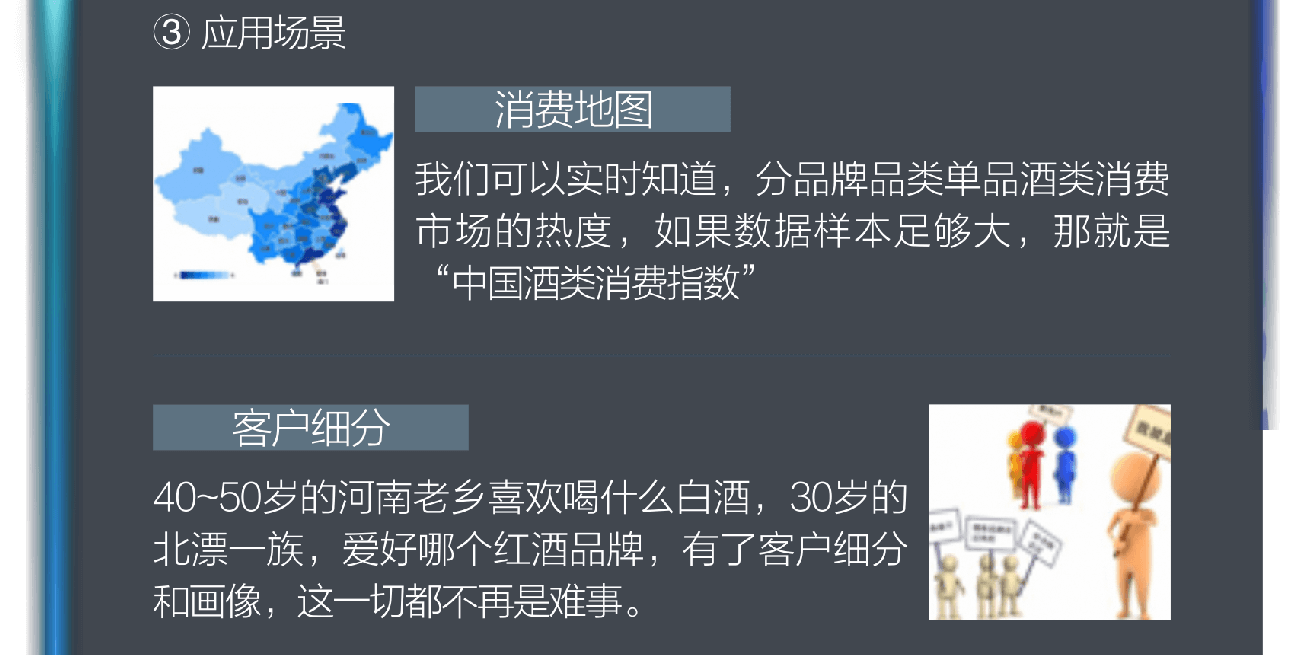 ③ 应用场景
消费地图
我们可以实时知道，分品牌品类单品酒类消费
市场的热度，如果数据样本足够大，那就是
“中国酒类消费指数”
客户细分
40~50岁的河南老乡喜欢喝什么白酒，30岁的
北漂一族，爱好哪个红酒品牌，有了客户细分
和画像，这一切都不再是难事。